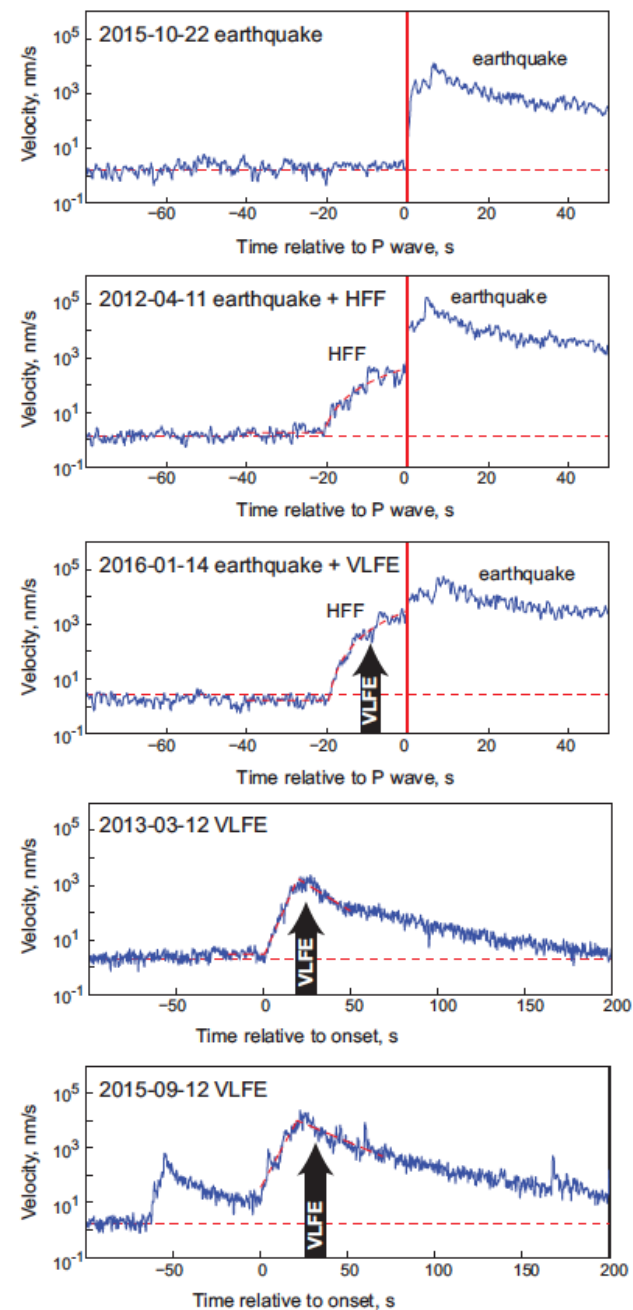 2015-10-22 earthquake
earthquake
Velocity, nm/s
10^5
10^3
10^1
10^-1
−60 −40 −20 0 20 40
Time relative to P wave, s
2012-04-11 earthquake + HFF
earthquake
HFF
Velocity, nm/s
10^5
10^3
10^1
10^-1
−60 −40 −20 0 20 40
Time relative to P wave, s
2016-01-14 earthquake + VLFE
earthquake
HFF
VLFE
Velocity, nm/s
10^5
10^3
10^1
10^-1
−60 −40 −20 0 20 40
Time relative to P wave, s
2013-03-12 VLFE
VLFE
Velocity, nm/s
10^5
10^3
10^1
10^-1
−50 0 50 100 150 200
Time relative to onset, s
2015-09-12 VLFE
VLFE
Velocity, nm/s
10^5
10^3
10^1
10^-1
−50 0 50 100 150 200
Time relative to onset, s